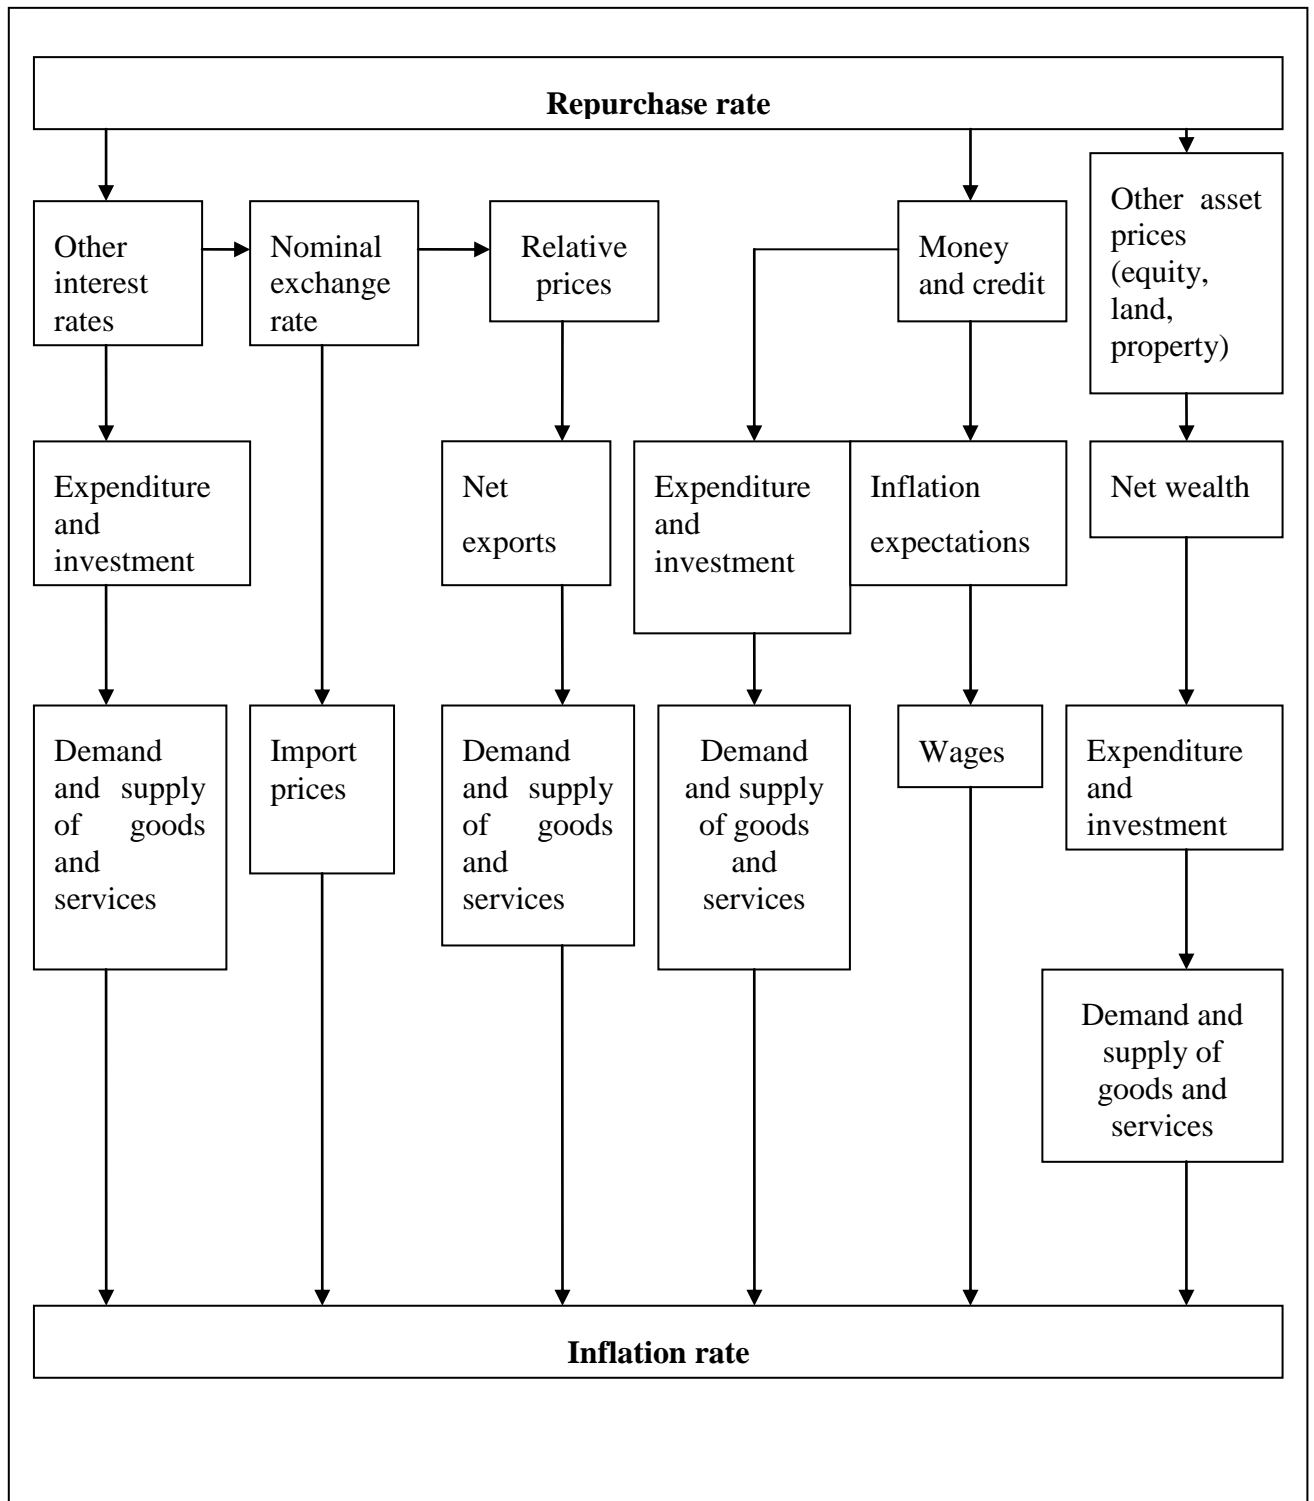 Repurchase rate
Other
interest
rates
Nominal
exchange
rate
Relative
prices
Money
and credit
Other asset
prices
(equity,
land,
property)
Expenditure
and
investment
Net
exports
Expenditure
and
investment
Inflation
expectations
Net wealth
Demand
and supply
of goods
and
services
Import
prices
Demand
and supply
of goods
and
services
Demand
and supply
of goods
and
services
Wages
Expenditure
and
investment
Demand and
supply of
goods and
services
Inflation rate